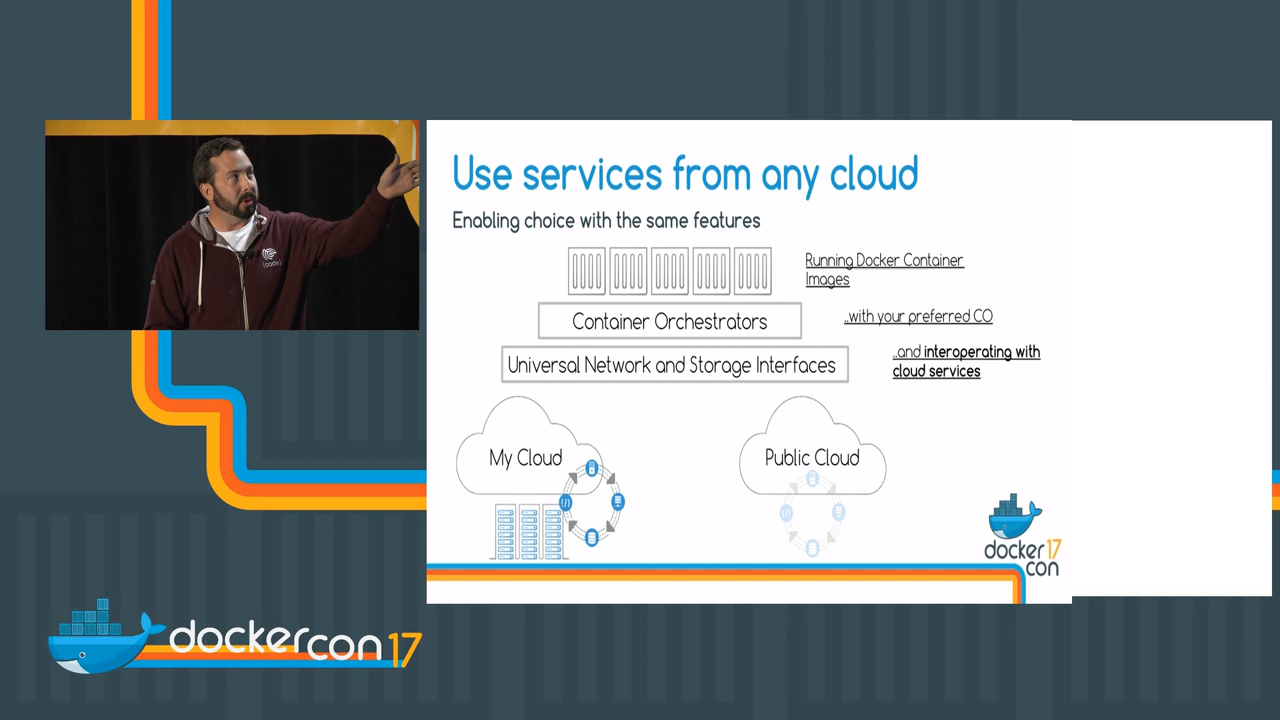 Use services from any cloud
Enabling choice with the same features
Running Docker Container
Images
Container Orchestrators
..with your preferred CO
Universal Network and Storage Interfaces
..and interoperating with
cloud services
My Cloud
Public Cloud
docker 17
con
{code}
dockercon 17